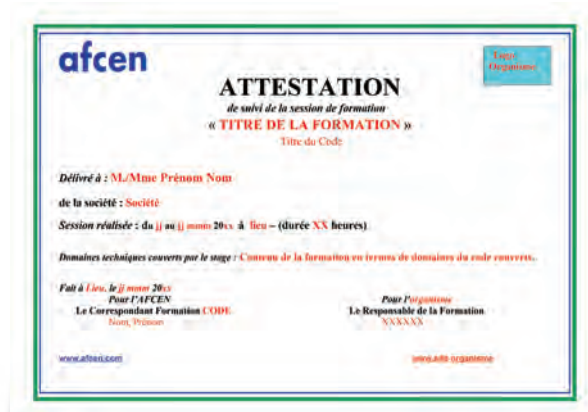 afcen
Logo
Organisme
ATTESTATION
de suivi de la session de formation
« TITRE DE LA FORMATION »
Titre du Code
Délivré à : M./Mme Prénom Nom
de la société : Société
Session réalisée : du jj au jj mmm 20xx à lieu – (durée XX heures)
Domaines techniques couverts par le stage : Contenu de la formation en termes de domaines du code couverts.
Fait à Lieu, le jj mmm 20xx
Pour l'AFCEN
Pour l'organisme
Le Correspondant Formation CODE
Le Responsable de la Formation
Nom, Prénom
XXXXXX
www.afcen.com
www.site organisme